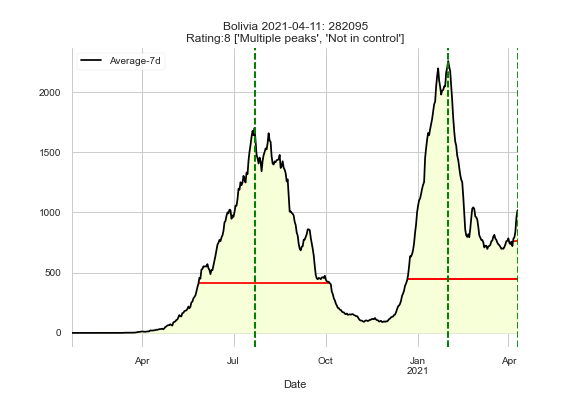 Bolivia 2021-04-11: 282095
Rating:8 ['Multiple peaks', 'Not in control']
Average-7d
2000
1500
1000
500
0
Apr
Jul
Oct
Jan
2021
Apr
Date